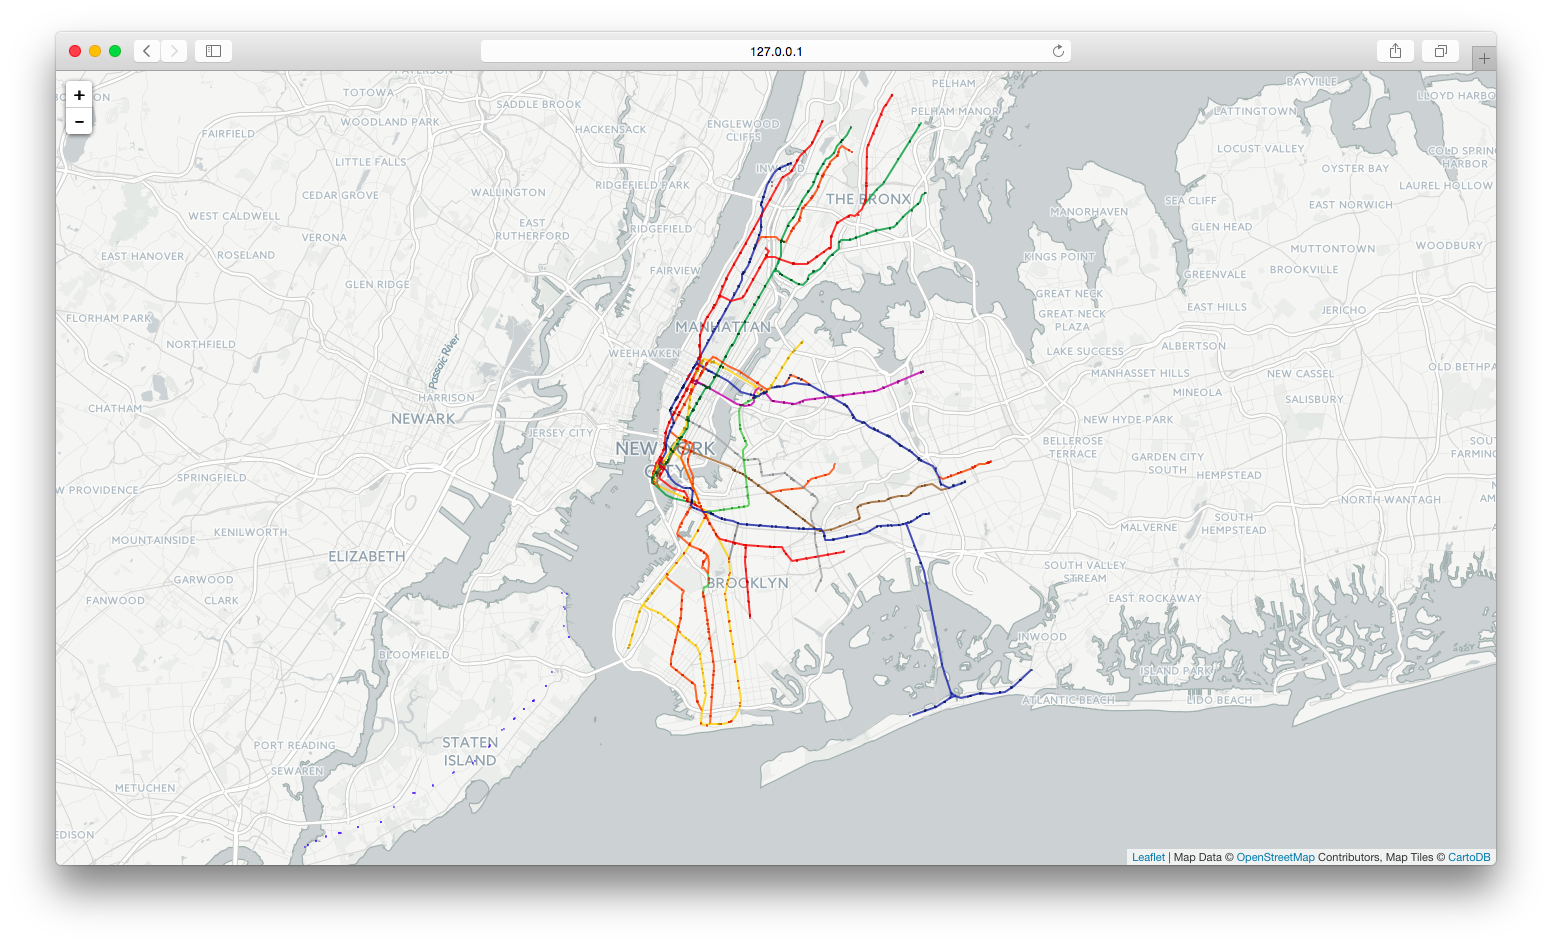 127.0.0.1
+
−
PATERSON
PELHAM
BAYVILLE
TOTOWA
SADDLE BROOK
LLOYD HARBO
WOODLAND PARK
PELHAM MANOR
LATTINGTOWN
ENGLEWOOD
CLIFFS
HACKENSACK
FAIRFIELD
LOCUST VALLEY
COLD SPRING
HARBOR
LITTLE FALLS
INWOOD
OYSTER BAY
WALLINGTON
RIDGEFIELD PARK
LAUREL HOLLOW
CEDAR GROVE
THE BRONX
SEA CLIFF
EAST NORWICH
WEST CALDWELL
MANORHAVEN
EAST
RUTHERFORD
RIDGEFIELD
GLEN HEAD
VERONA
MUTTONTOWN
WOODBURY
EAST HANOVER
ROSELAND
KINGS POINT
FAIRVIEW
GREENVALE
BROOKVILLE
GLEN RIDGE
GREAT NECK
EAST HILLS
JERICHO
FLORHAM PARK
GREAT NECK
PLAZA
MANHATTAN
NORTHFIELD
WEEHAWKEN
LAKE SUCCESS
ALBERTSON
Passaic River
OLD BETHPA
MANHASSET HILLS
NEW CASSEL
HARRISON
MINEOLA
SALISBURY
CHATHAM
NEWARK
NEW HYDE PARK
JERSEY CITY
BELLEROSE
TERRACE
NEW YORK
CITY
GARDEN CITY
SOUTH
SOUT
FARMING
SPRINGFIELD
HEMPSTEAD
W PROVIDENCE
NORTH WANTAGH
KENILWORTH
MALVERNE
SOUTH
HEMPSTEAD
MOUNTAINSIDE
ELIZABETH
SOUTH VALLEY
STREAM
GARWOOD
BROOKLYN
FANWOOD
CLARK
EAST ROCKAWAY
INWOOD
BLOOMFIELD
ISLAND PARK
ATLANTIC BEACH
LIDO BEACH
PORT READING
STATEN
ISLAND
SEWAREN
METUCHEN
EDISON
Leaflet | Map Data © OpenStreetMap Contributors, Map Tiles © CartoDB